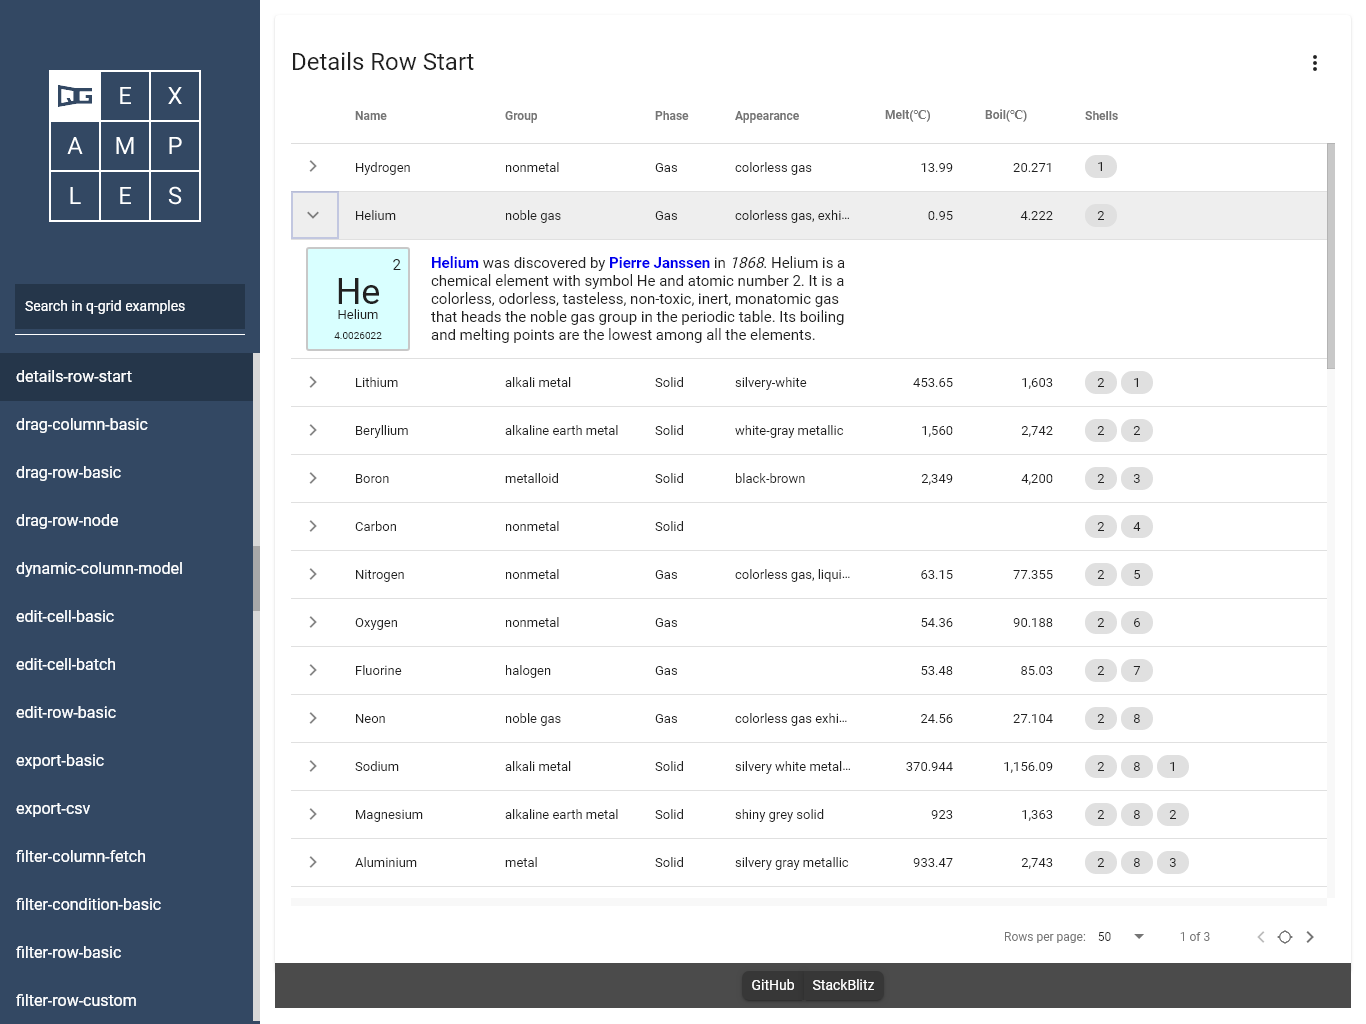 QG E X
A M P
L E S
Search in q-grid examples
details-row-start
drag-column-basic
drag-row-basic
drag-row-node
dynamic-column-model
edit-cell-basic
edit-cell-batch
edit-row-basic
export-basic
export-csv
filter-column-fetch
filter-condition-basic
filter-row-basic
filter-row-custom
Details Row Start
Name Group Phase Appearance Melt(℃) Boil(℃) Shells
Hydrogen nonmetal Gas colorless gas 13.99 20.271 1
Helium noble gas Gas colorless gas, exhi... 0.95 4.222 2
2
He
Helium
4.0026022
Helium was discovered by Pierre Janssen in 1868. Helium is a
chemical element with symbol He and atomic number 2. It is a
colorless, odorless, tasteless, non-toxic, inert, monatomic gas
that heads the noble gas group in the periodic table. Its boiling
and melting points are the lowest among all the elements.
Lithium alkali metal Solid silvery-white 453.65 1,603 2 1
Beryllium alkaline earth metal Solid white-gray metallic 1,560 2,742 2 2
Boron metalloid Solid black-brown 2,349 4,200 2 3
Carbon nonmetal Solid 2 4
Nitrogen nonmetal Gas colorless gas, liqui... 63.15 77.355 2 5
Oxygen nonmetal Gas 54.36 90.188 2 6
Fluorine halogen Gas 53.48 85.03 2 7
Neon noble gas Gas colorless gas exhi... 24.56 27.104 2 8
Sodium alkali metal Solid silvery white metal... 370.944 1,156.09 2 8 1
Magnesium alkaline earth metal Solid shiny grey solid 923 1,363 2 8 2
Aluminium metal Solid silvery gray metallic 933.47 2,743 2 8 3
Rows per page: 50 1 of 3
GitHub StackBlitz